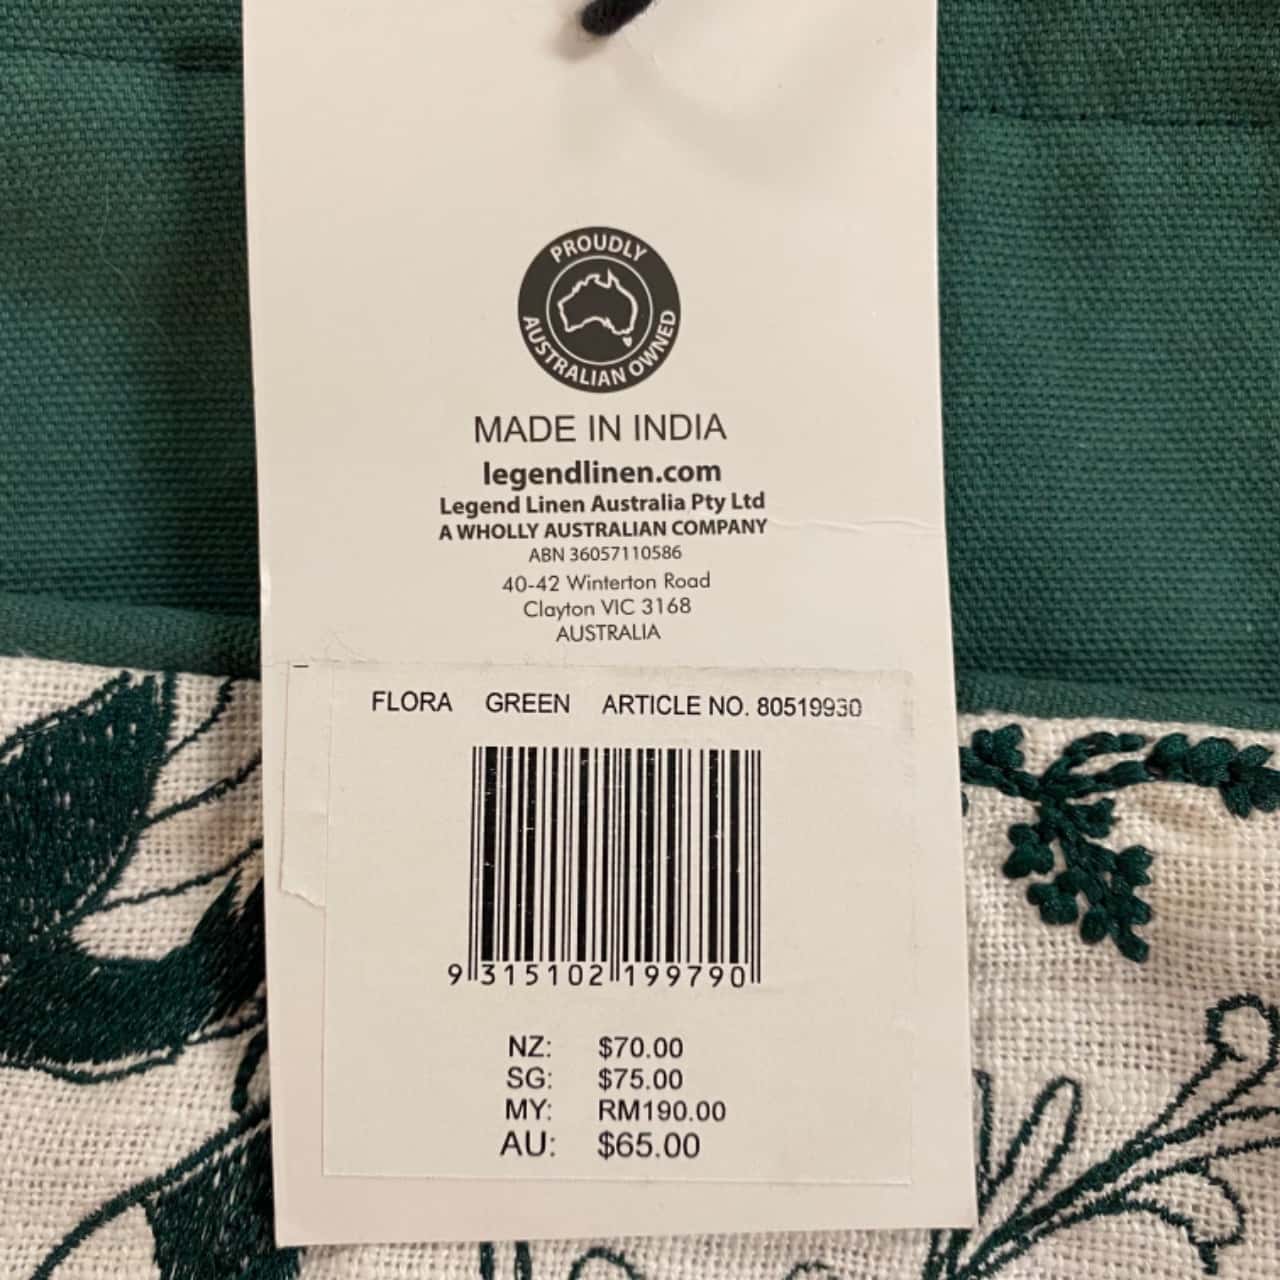 PROUDLY
AUSTRALIAN OWNED
MADE IN INDIA
legendlinen.com
Legend Linen Australia Pty Ltd
A WHOLLY AUSTRALIAN COMPANY
ABN 36057110586
40-42 Winterton Road
Clayton VIC 3168
AUSTRALIA
FLORA GREEN ARTICLE NO. 80519930
9 315102 199790
NZ: $70.00
SG: $75.00
MY: RM190.00
AU: $65.00